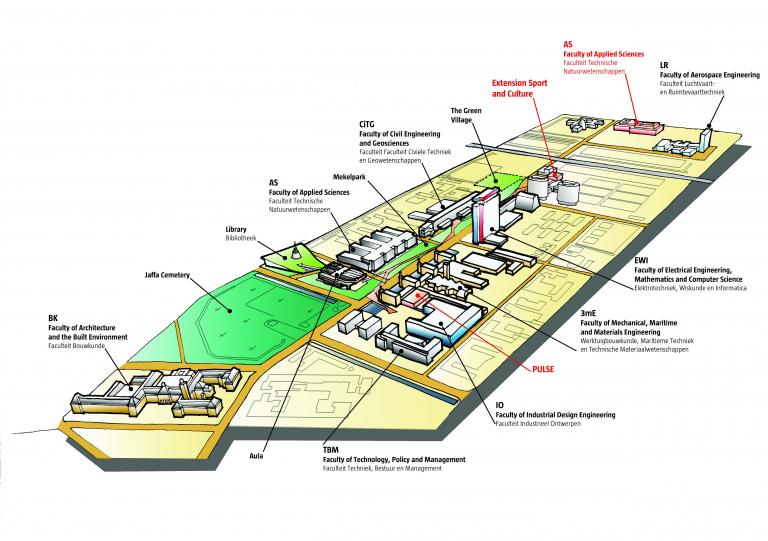 AS
Faculty of Applied Sciences
Faculteit Technische
Natuurwetenschappen
LR
Faculty of Aerospace Engineering
Faculteit Luchtvaart-
en Ruimtevaarttechniek
Extension Sport
and Culture
The Green
Village
CiTG
Faculty of Civil Engineering
and Geosciences
Faculteit Faculteit Civiele Techniek
en Geowetenschappen
Mekelpark
AS
Faculty of Applied Sciences
Faculteit Technische
Natuurwetenschappen
Library
Bibliotheek
Jaffa Cemetery
BK
Faculty of Architecture
and the Built Environment
Faculteit Bouwkunde
EWI
Faculty of Electrical Engineering,
Mathematics and Computer Science
Elektrotechniek, Wiskunde en Informatica
3mE
Faculty of Mechanical, Maritime
and Materials Engineering
Werktuigbouwkunde, Maritieme Techniek
en Technische Materiaalwetenschappen
PULSE
IO
Faculty of Industrial Design Engineering
Faculteit Industrieel Ontwerpen
Aula
TBM
Faculty of Technology, Policy and Management
Faculteit Techniek, Bestuur en Management